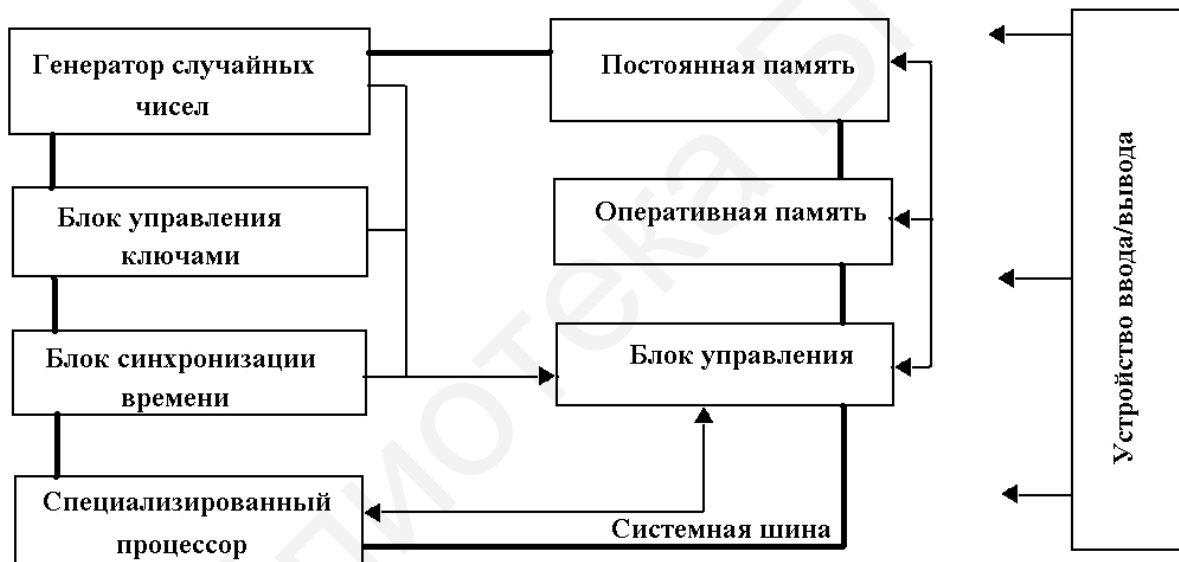 Генератор случайных
чисел
Постоянная память
Блок управления
ключами
Оперативная память
Блок синхронизации
времени
Блок управления
Специализированный
процессор
Системная шина
Устройство ввода/вывода